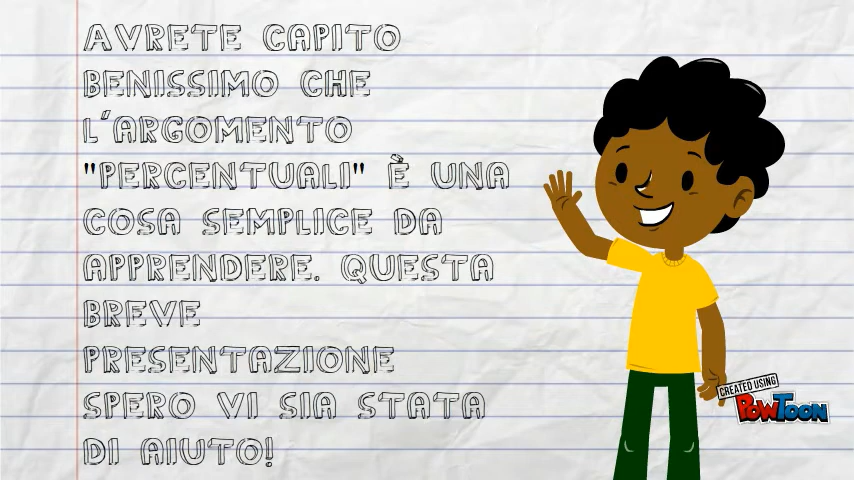 AVRETE CAPITO
BENISSIMO CHE
L'ARGOMENTO
"PERCENTUALI" È UNA
COSA SEMPLICE DA
APPRENDERE. QUESTA
BREVE
PRESENTAZIONE
SPERO VI SIA STATA
DI AIUTO!
CREATED USING
POWTOON